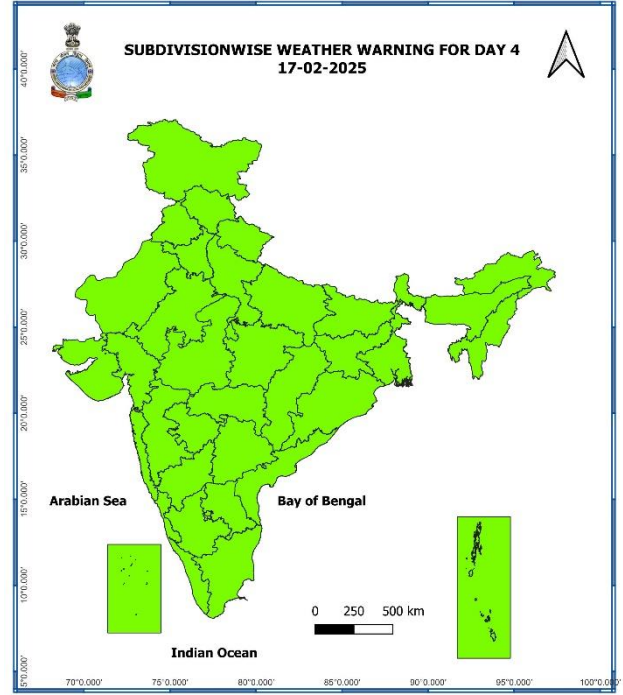 SUBDIVISIONWISE WEATHER WARNING FOR DAY 4
17-02-2025
40°0.000'
35°0.000'
30°0.000'
25°0.000'
20°0.000'
15°0.000'
10°0.000'
5°0.000'
Arabian Sea
Bay of Bengal
0 250 500 km
Indian Ocean
70°0.000' 75°0.000' 80°0.000' 85°0.000' 90°0.000' 95°0.000' 100°0.000'